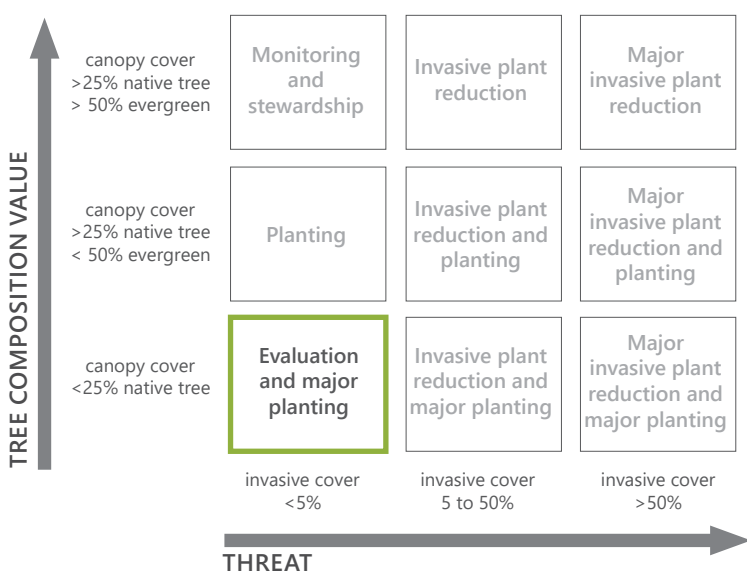 TREE COMPOSITION VALUE
canopy cover
>25% native tree
> 50% evergreen
Monitoring
and
stewardship
Invasive plant
reduction
Major
invasive plant
reduction
canopy cover
>25% native tree
< 50% evergreen
Planting
Invasive plant
reduction and
planting
Major
invasive plant
reduction and
planting
canopy cover
<25% native tree
Evaluation
and major
planting
Invasive plant
reduction and
major planting
Major
invasive plant
reduction and
major planting
invasive cover
<5%
invasive cover
5 to 50%
invasive cover
>50%
THREAT